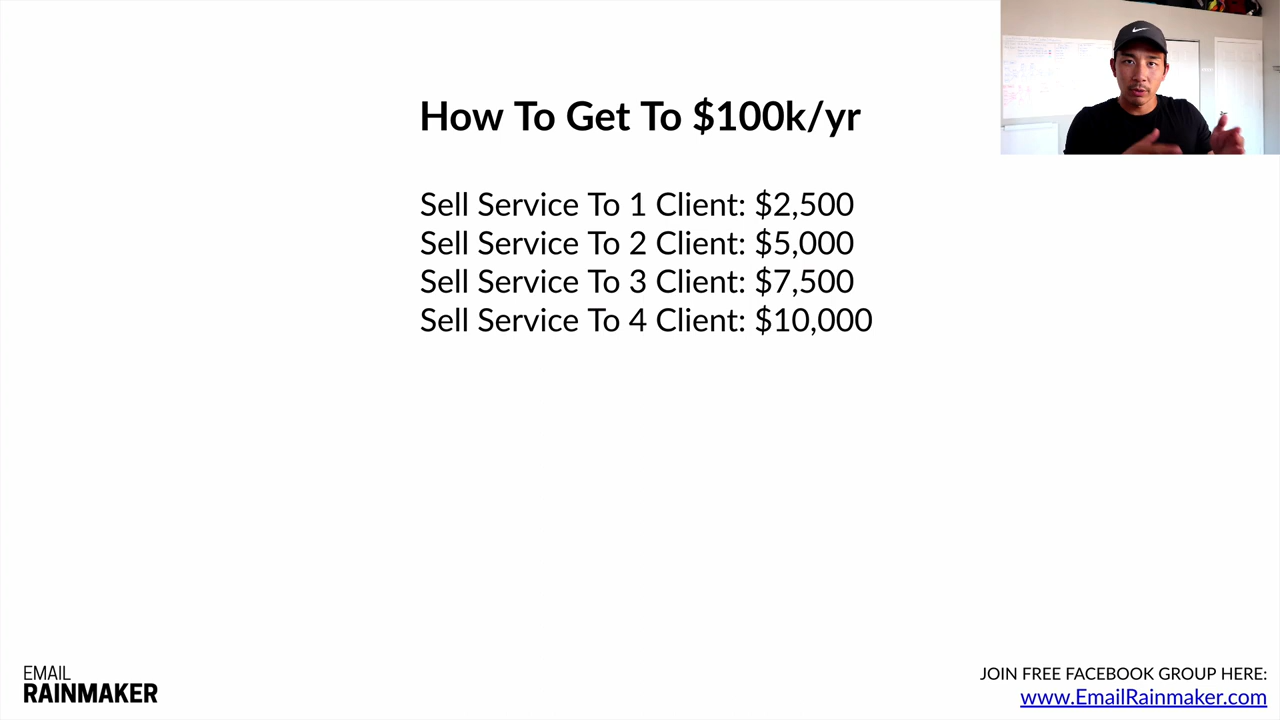 How To Get To $100k/yr
Sell Service To 1 Client: $2,500
Sell Service To 2 Client: $5,000
Sell Service To 3 Client: $7,500
Sell Service To 4 Client: $10,000
EMAIL
RAINMAKER
JOIN FREE FACEBOOK GROUP HERE:
www.EmailRainmaker.com